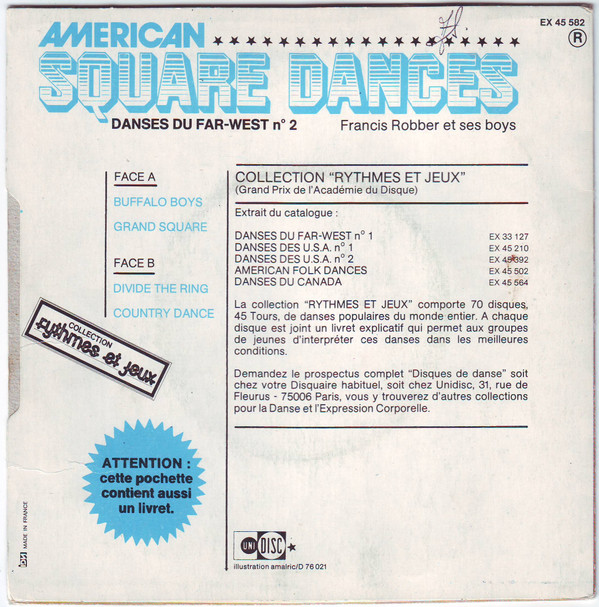 EX 45 582
R
AMERICAN
SQUARE DANCES
DANSES DU FAR-WEST n° 2 Francis Robber et ses boys
FACE A
BUFFALO BOYS
GRAND SQUARE
FACE B
DIVIDE THE RING
COUNTRY DANCE
COLLECTION
rythmes et jeux
ATTENTION :
cette pochette
contient aussi
un livret.
MADE IN FRANCE
COLLECTION "RYTHMES ET JEUX"
(Grand Prix de l'Académie du Disque)
Extrait du catalogue :
DANSES DU FAR-WEST n° 1 EX 33 127
DANSES DES U.S.A. n° 1 EX 45 210
DANSES DES U.S.A. n° 2 EX 45 392
AMERICAN FOLK DANCES EX 45 502
DANSES DU CANADA EX 45 564
La collection "RYTHMES ET JEUX" comporte 70 disques,
45 Tours, de danses populaires du monde entier. A chaque
disque est joint un livret explicatif qui permet aux groupes
de jeunes d'interpréter ces danses dans les meilleures
conditions.
Demandez le prospectus complet "Disques de danse" soit
chez votre Disquaire habituel, soit chez Unidisc, 31, rue de
Fleurus - 75006 Paris, vous y trouverez d'autres collections
pour la Danse et l'Expression Corporelle.
UNI DISC
illustration amalric/D 76 021